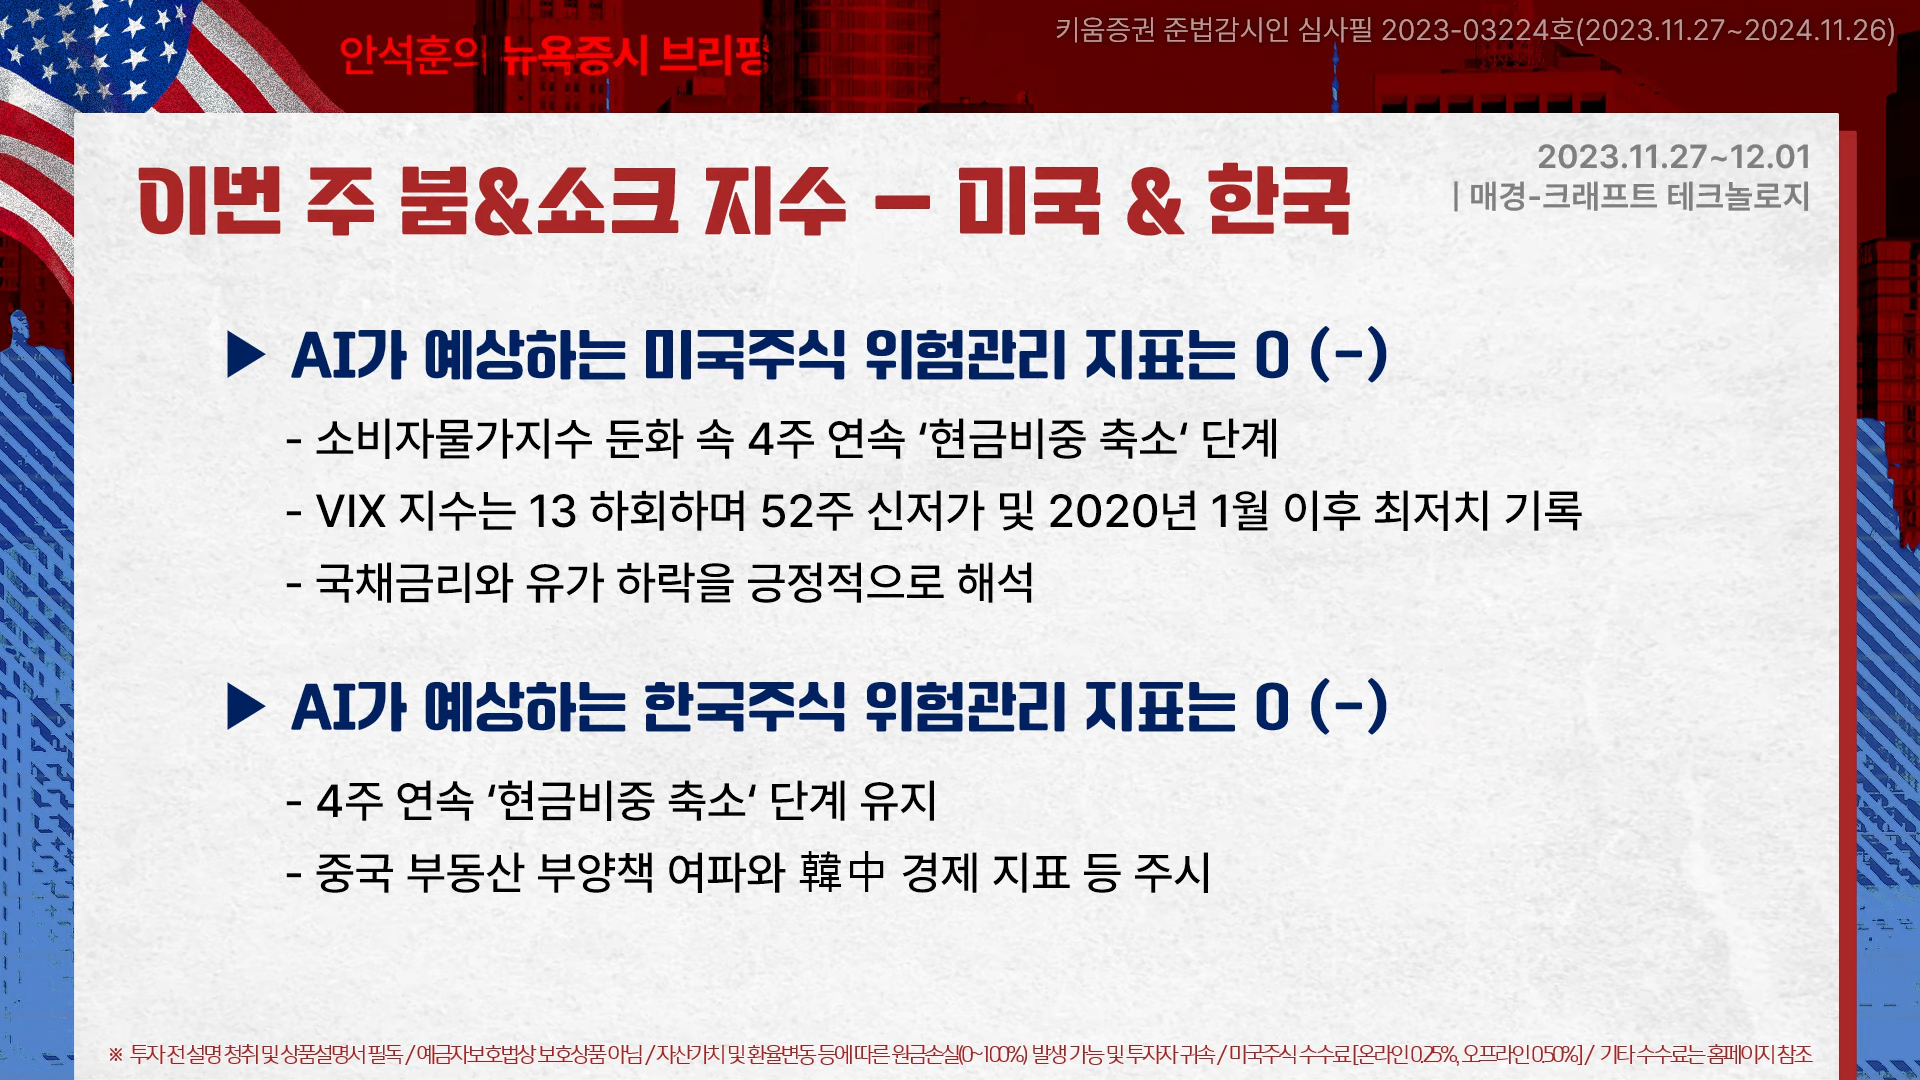 안석훈의 뉴욕증시 브리핑
키움증권 준법감시인 심사필 2023-03224호(2023.11.27~2024.11.26)
이번 주 붐&쇼크 지수 - 미국 & 한국
2023.11.27~12.01
| 매경-크래프트 테크놀로지
▶ AI가 예상하는 미국주식 위험관리 지표는 0 (-)
- 소비자물가지수 둔화 속 4주 연속 ‘현금비중 축소‘ 단계
- VIX 지수는 13 하회하며 52주 신저가 및 2020년 1월 이후 최저치 기록
- 국채금리와 유가 하락을 긍정적으로 해석
▶ AI가 예상하는 한국주식 위험관리 지표는 0 (-)
- 4주 연속 ‘현금비중 축소‘ 단계 유지
- 중국 부동산 부양책 여파와 韓中 경제 지표 등 주시
※ 투자 전 설명 청취 및 상품설명서 필독 / 예금자보호법상 보호상품 아님 / 자산가치 및 환율변동 등에 따른 원금손실(0~100%) 발생 가능 및 투자자 귀속 / 미국주식 수수료 [온라인 0.25%, 오프라인 0.50%] / 기타 수수료는 홈페이지 참조